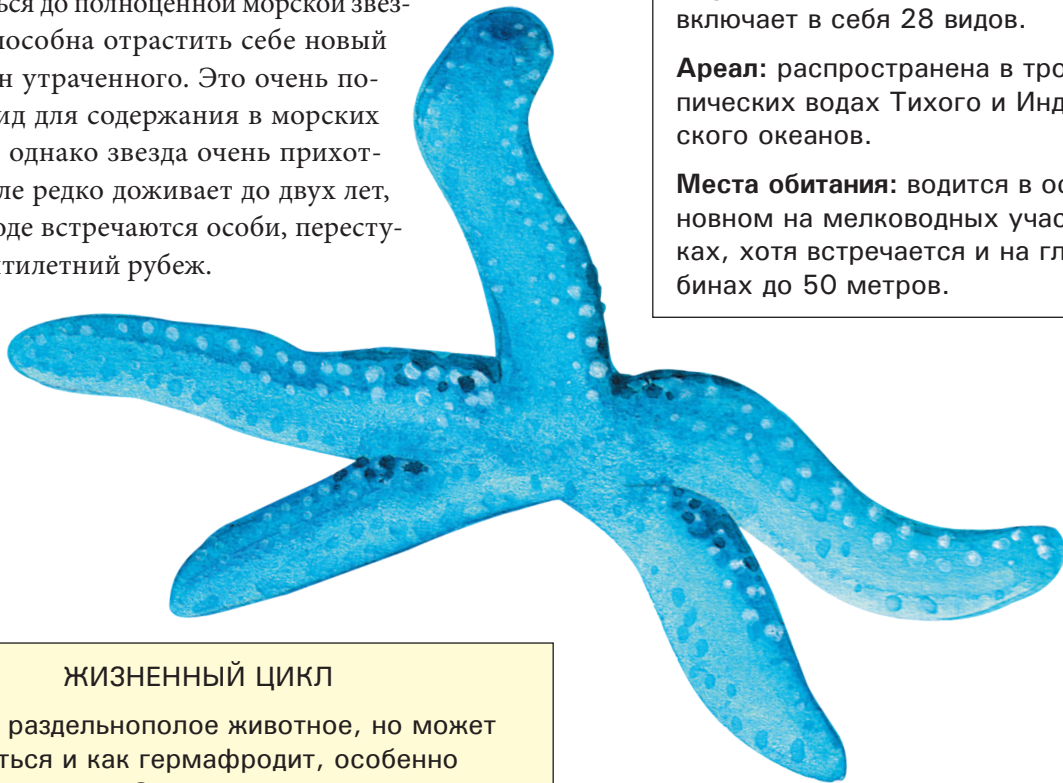 ться до полноценной морской звез-
пособна отрастить себе новый
н утраченного. Это очень по-
ид для содержания в морских
однако звезда очень прихот-
ле редко доживает до двух лет,
оде встречаются особи, пересту-
тилетний рубеж.
включает в себя 28 видов.
Ареал: распространена в тро
пических водах Тихого и Инд
ского океанов.
Места обитания: водится в ос
новном на мелководных учас
ках, хотя встречается и на гл
бинах до 50 метров.
ЖИЗНЕННЫЙ ЦИКЛ
раздельнополое животное, но может
ться и как гермафродит, особенно